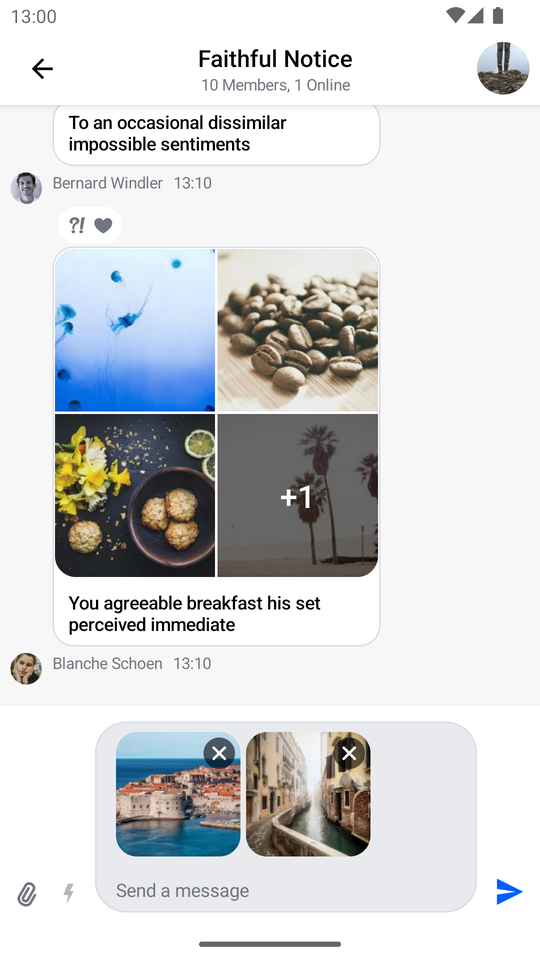 13:00
Faithful Notice
10 Members, 1 Online
To an occasional dissimilar
impossible sentiments
Bernard Windler 13:10
?!
+1
You agreeable breakfast his set
perceived immediate
Blanche Schoen 13:10
Send a message